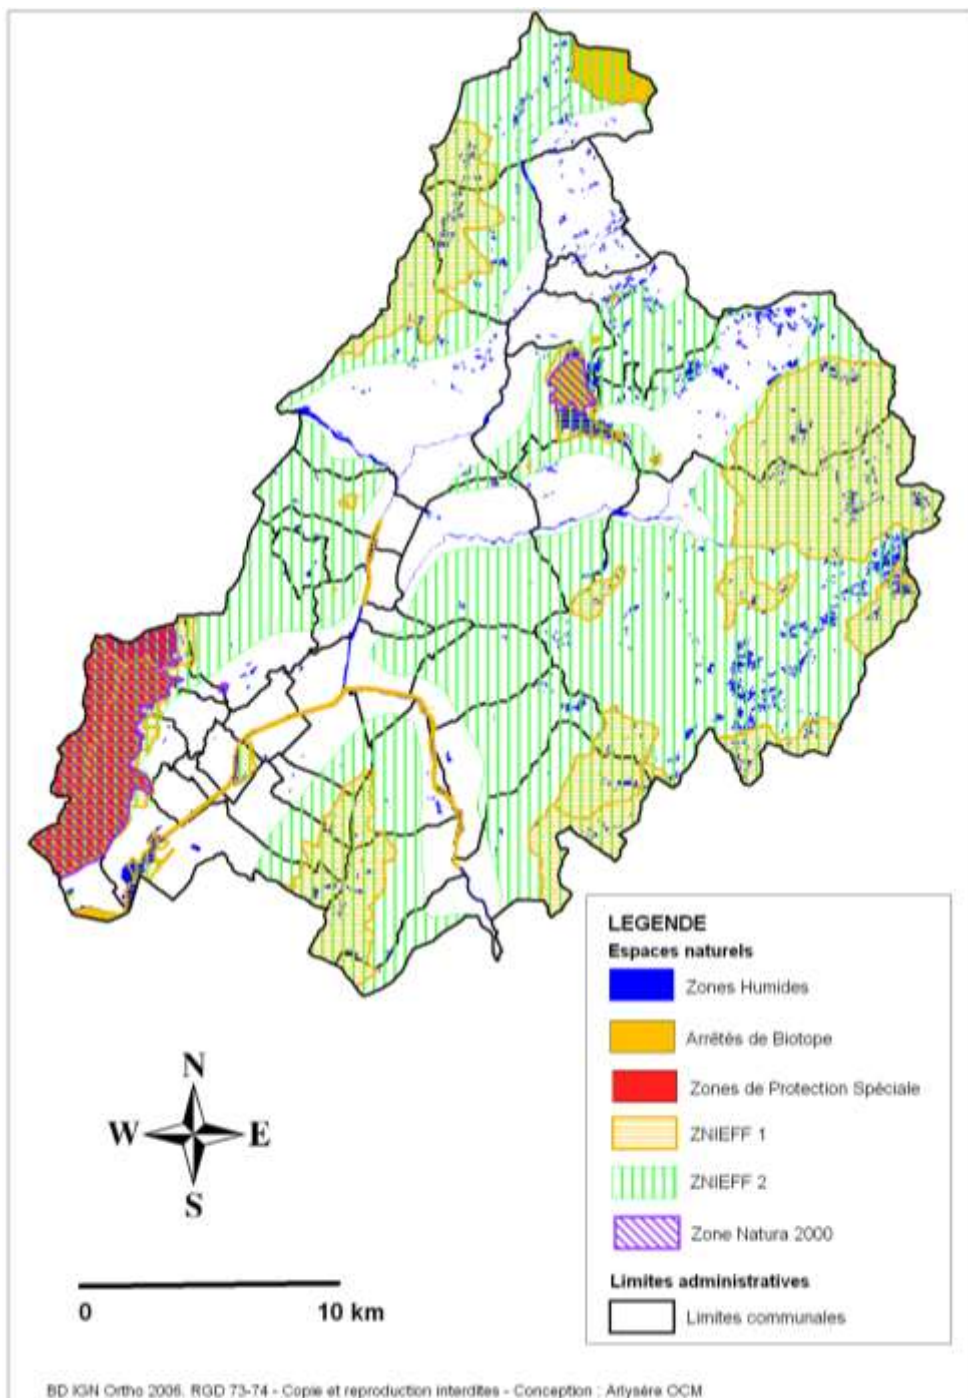 LEGENDE
Espaces naturels
Zones Humides
Arrêtés de Biotope
Zones de Protection Spéciale
ZNIEFF 1
ZNIEFF 2
Zone Natura 2000
Limites administratives
Limites communales
N
W E
S
0 10 km
BD IGN Ortho 2006, RGD 73-74 - Copie et reproduction interdites - Conception : Arlysère OCM